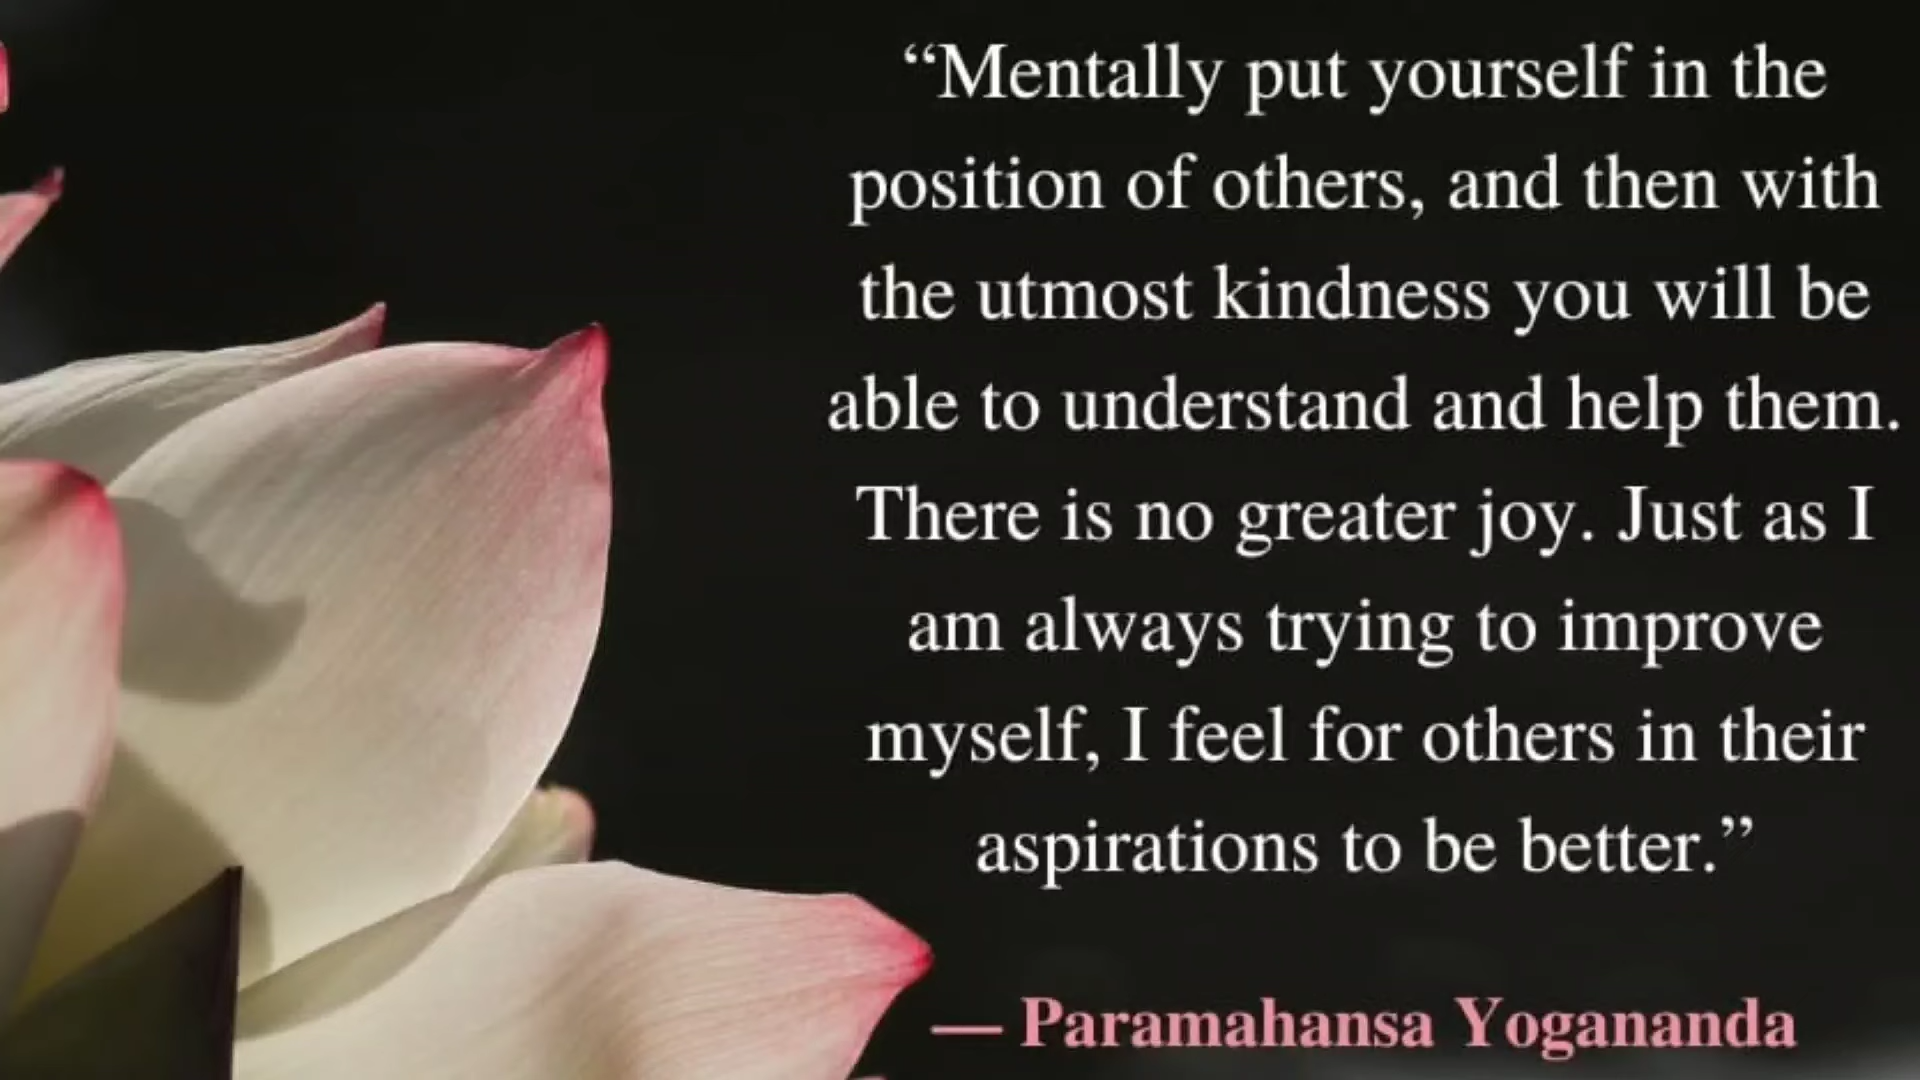 “Mentally put yourself in the
position of others, and then with
the utmost kindness you will be
able to understand and help them.
There is no greater joy. Just as I
am always trying to improve
myself, I feel for others in their
aspirations to be better.”
— Paramahansa Yogananda